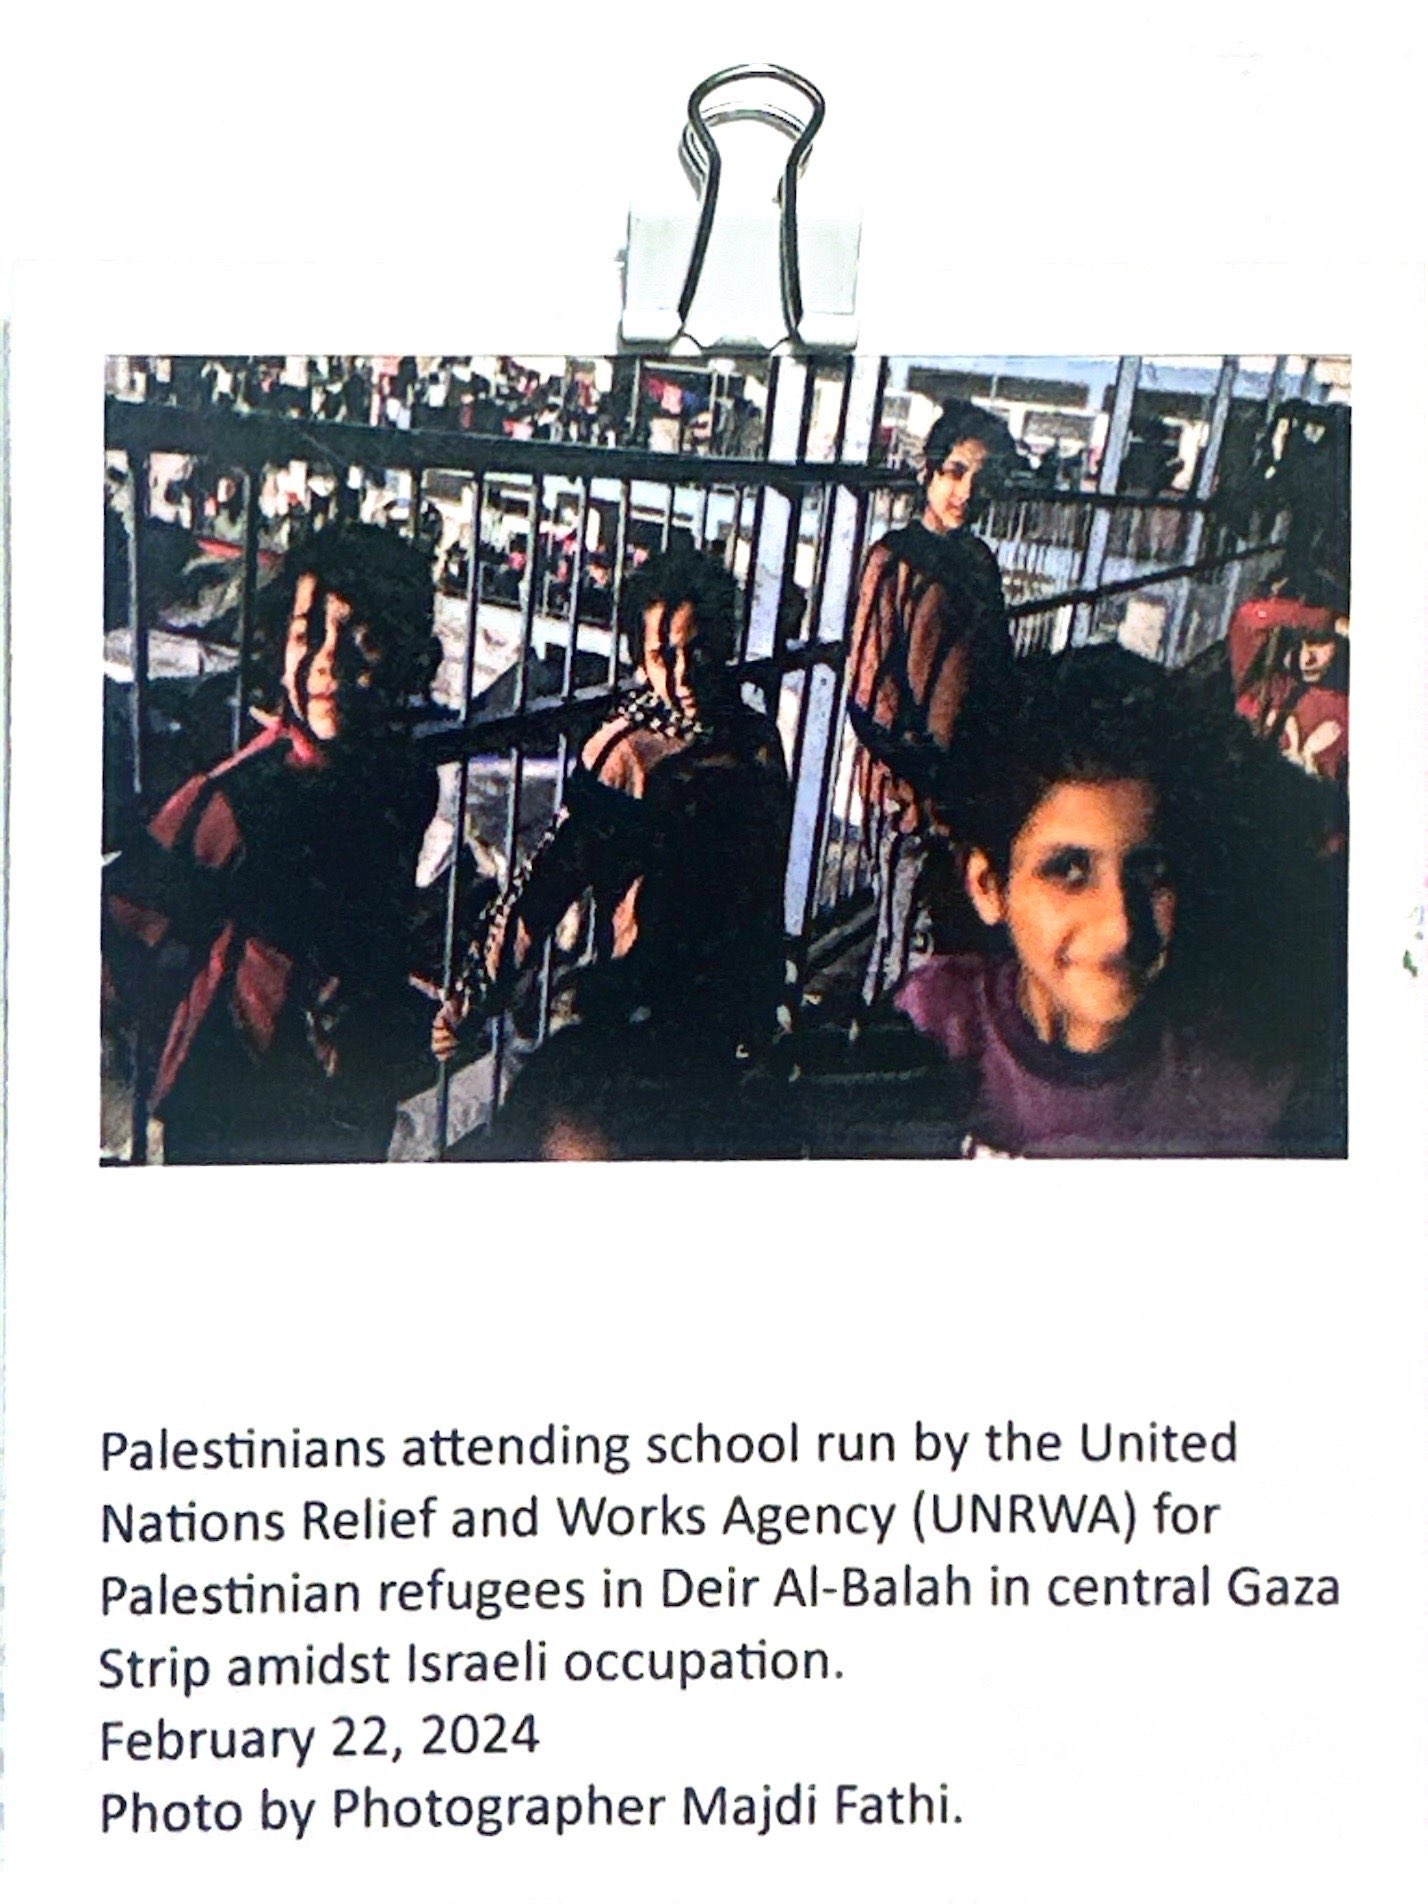 Palestinians attending school run by the United
Nations Relief and Works Agency (UNRWA) for
Palestinian refugees in Deir Al-Balah in central Gaza
Strip amidst Israeli occupation.
February 22, 2024
Photo by Photographer Majdi Fathi.